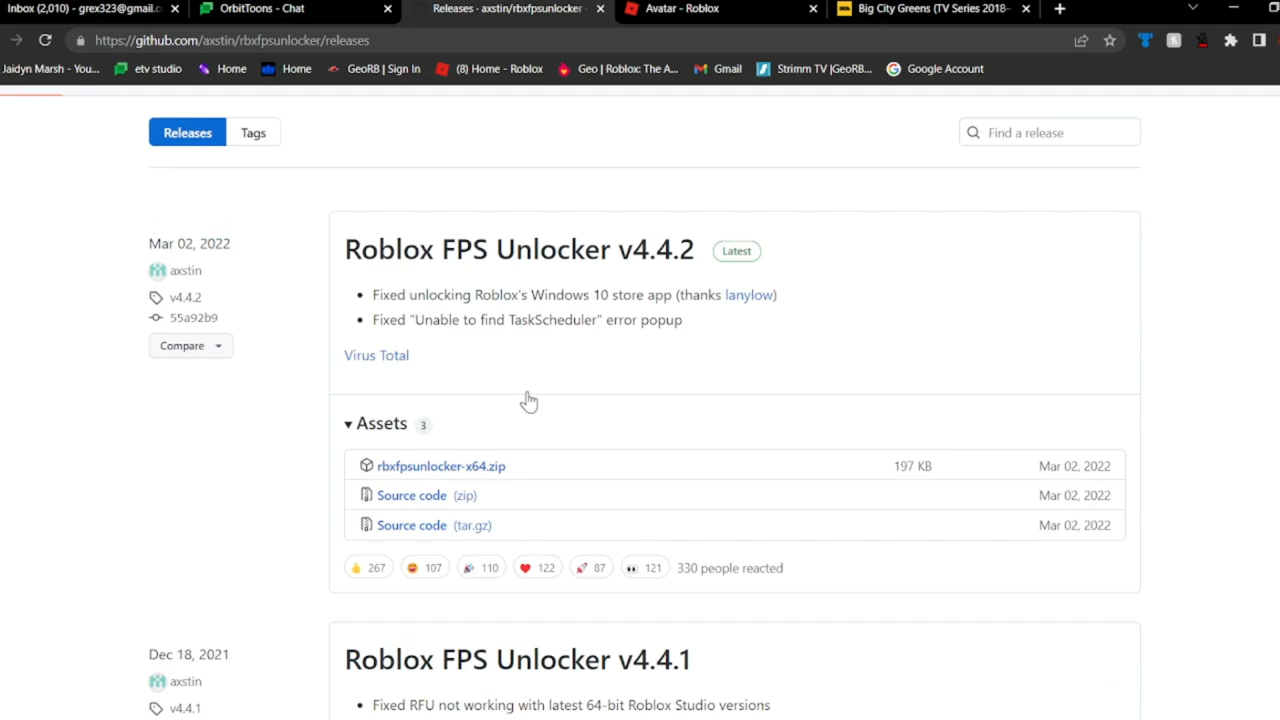 Inbox (2,010) - grex323@gmail.c
OrbitToons - Chat
Releases · axstin/rbxfpsunlocker
Avatar - Roblox
Big City Greens (TV Series 2018–
https://github.com/axstin/rbxfpsunlocker/releases
Jaidyn Marsh - You...
etv studio
Home
Home
GeoRB | Sign In
(8) Home - Roblox
Geo | Roblox: The A...
Gmail
Strimm TV |GeoRB...
Google Account
Releases
Tags
Find a release
Mar 02, 2022
axstin
v4.4.2
55a92b9
Compare
Roblox FPS Unlocker v4.4.2
Latest
• Fixed unlocking Roblox's Windows 10 store app (thanks lanylow)
• Fixed "Unable to find TaskScheduler" error popup
Virus Total
Assets 3
rbxfpsunlocker-x64.zip 197 KB Mar 02, 2022
Source code (zip) Mar 02, 2022
Source code (tar.gz) Mar 02, 2022
👍 267 😄 107 🎉 110 ❤️ 122 🚀 87 👀 121 330 people reacted
Dec 18, 2021
axstin
v4.4.1
Roblox FPS Unlocker v4.4.1
• Fixed RFU not working with latest 64-bit Roblox Studio versions